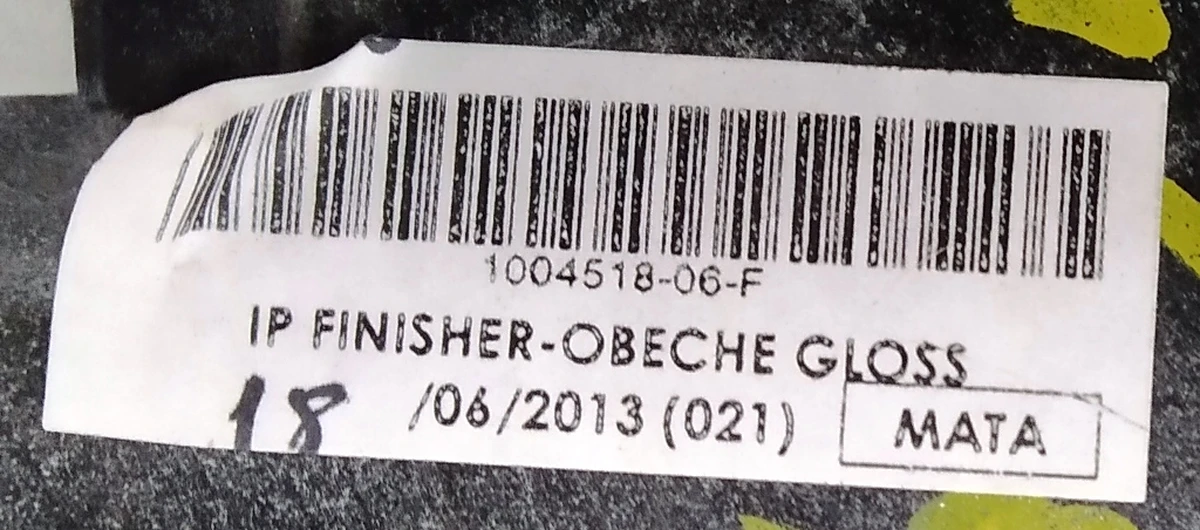 1004518-06-F
IP FINISHER-OBECHE GLOSS
18 /06/2013 (021)
MATA